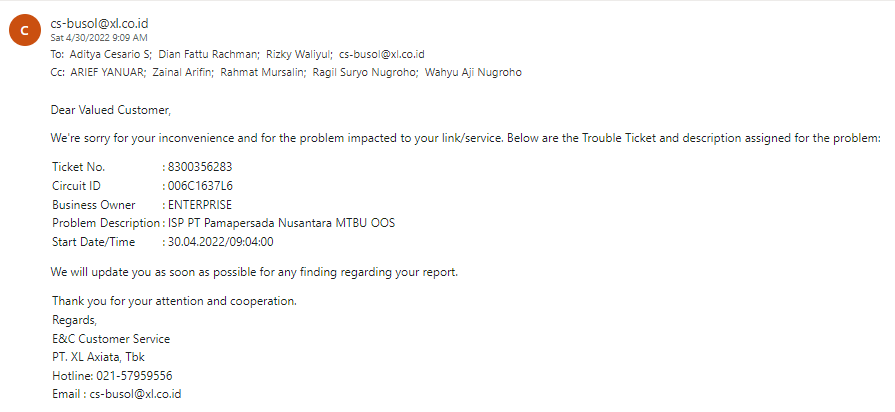 C
cs-busol@xl.co.id
Sat 4/30/2022 9:09 AM
To: Aditya Cesario S; Dian Fattu Rachman; Rizky Waliyul; cs-busol@xl.co.id
Cc: ARIEF YANUAR; Zainal Arifin; Rahmat Mursalin; Ragil Suryo Nugroho; Wahyu Aji Nugroho
Dear Valued Customer,
We're sorry for your inconvenience and for the problem impacted to your link/service. Below are the Trouble Ticket and description assigned for the problem:
Ticket No. : 8300356283
Circuit ID : 006C1637L6
Business Owner : ENTERPRISE
Problem Description : ISP PT Pamapersada Nusantara MTBU OOS
Start Date/Time : 30.04.2022/09:04:00
We will update you as soon as possible for any finding regarding your report.
Thank you for your attention and cooperation.
Regards,
E&C Customer Service
PT. XL Axiata, Tbk
Hotline: 021-57959556
Email : cs-busol@xl.co.id